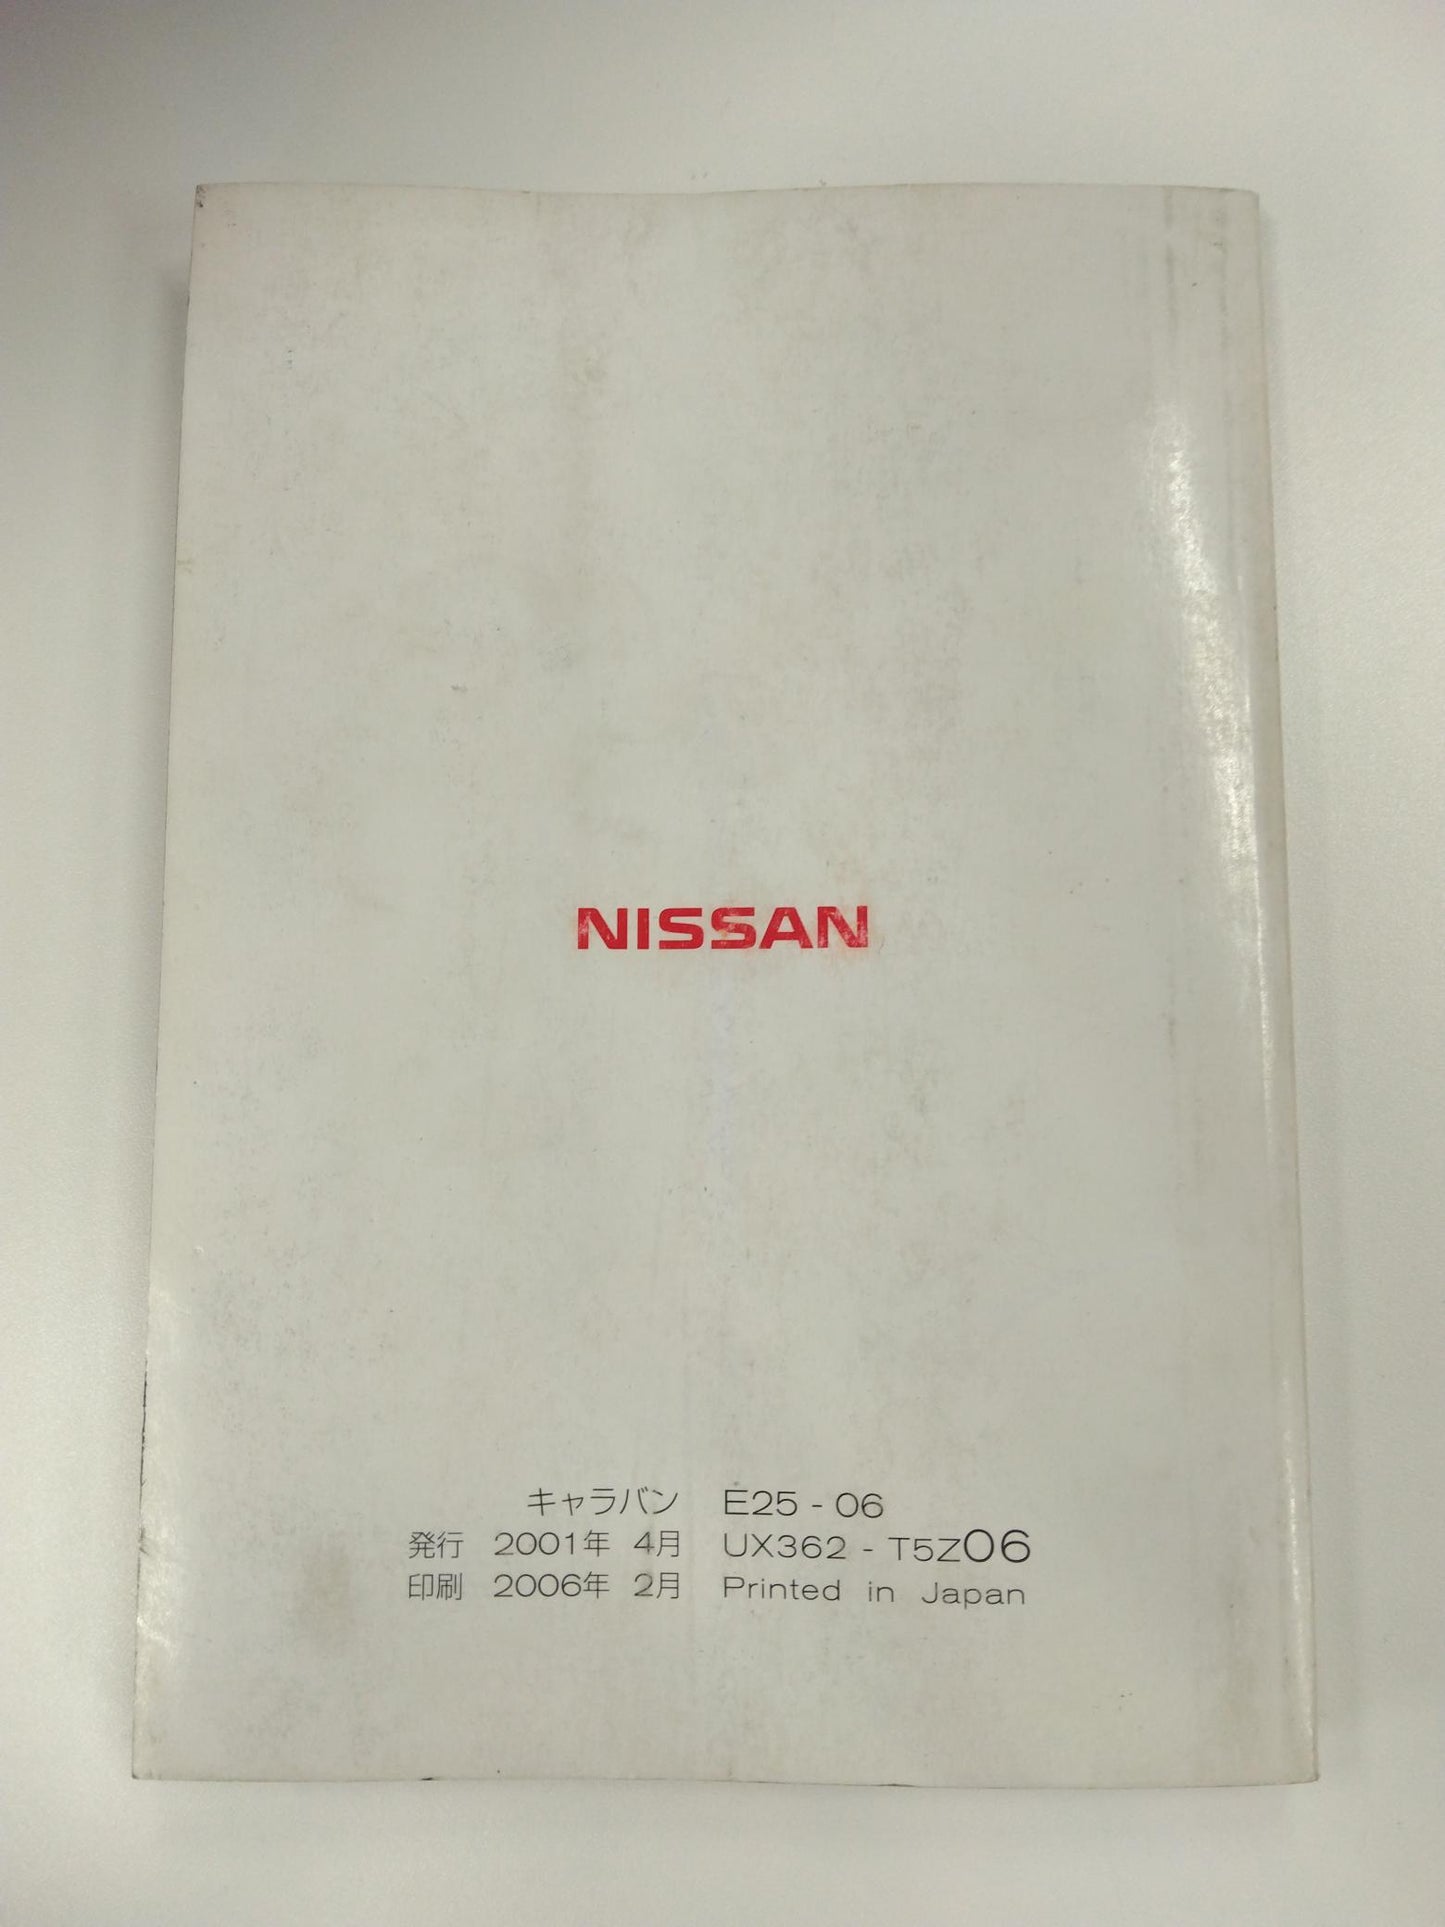 NISSAN
キャラバン E25 - 06
発行 2001年 4月 UX362 - T5Z06
印刷 2006年 2月 Printed in Japan